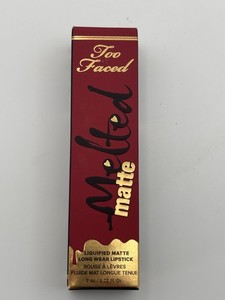 Too
Faced
Melted
matte
LIQUIFIED MATTE
LONG WEAR LIPSTICK
ROUGE À LÈVRES
FLUIDE MAT LONGUE TENUE